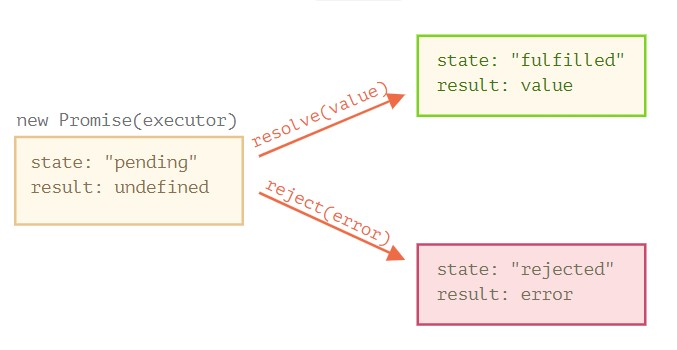 new Promise(executor)
state: "pending"
result: undefined
resolve(value)
reject(error)
state: "fulfilled"
result: value
state: "rejected"
result: error